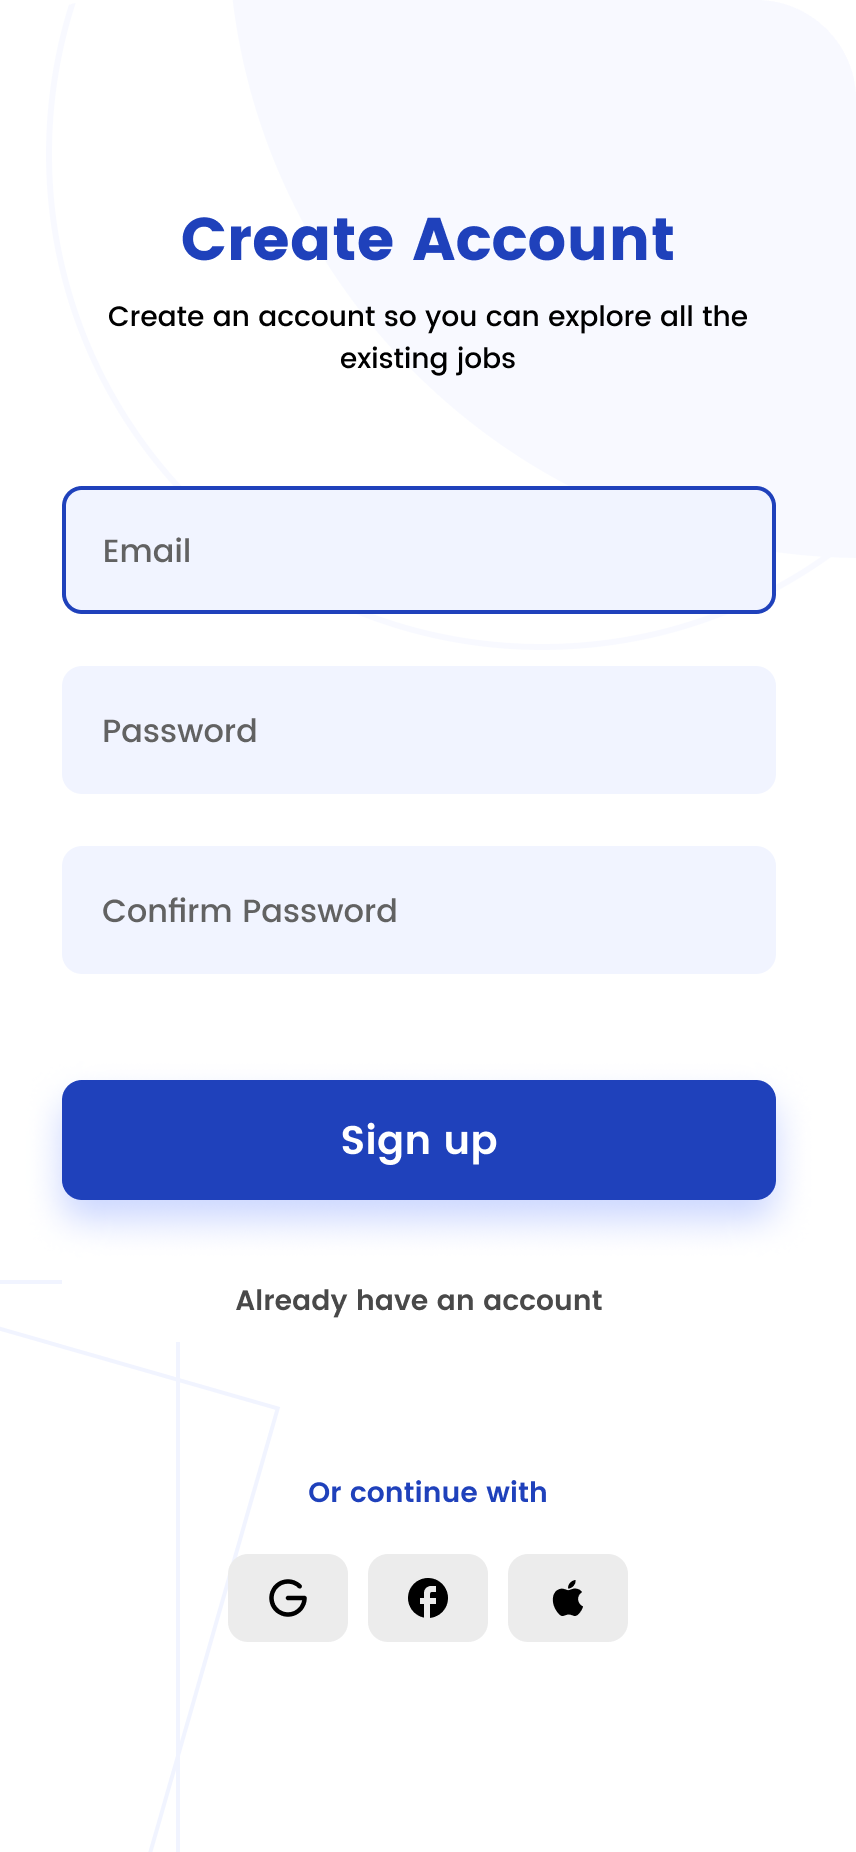 Create Account
Create an account so you can explore all the
existing jobs
Email
Password
Confirm Password
Sign up
Already have an account
Or continue with